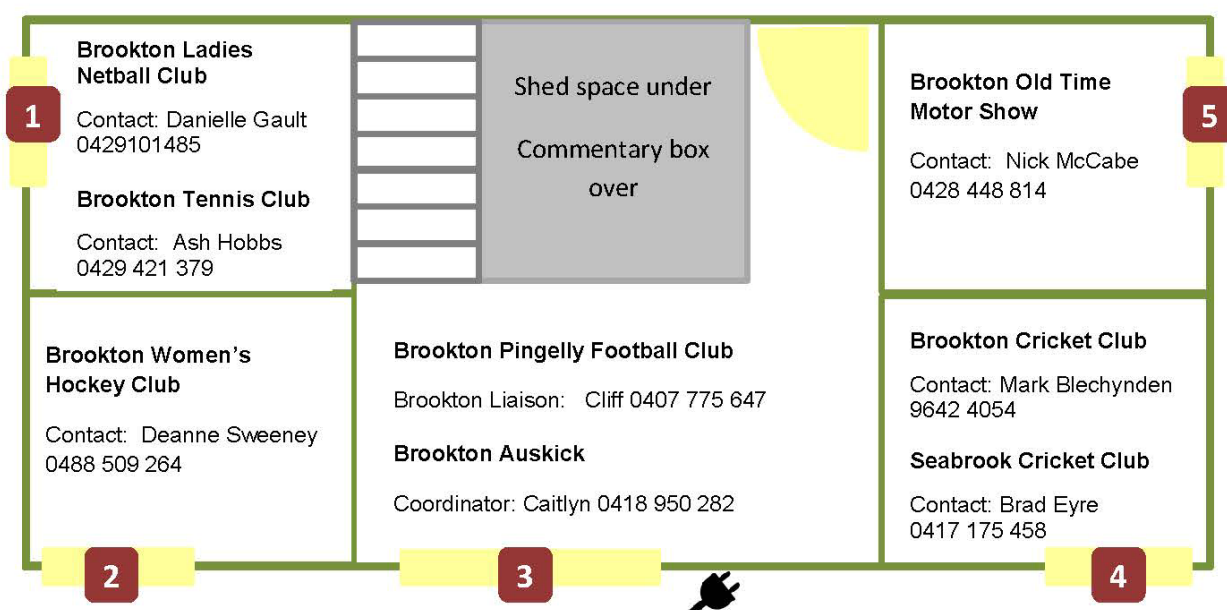 1
Brookton Ladies
Netball Club
Contact: Danielle Gault
0429101485
Brookton Tennis Club
Contact: Ash Hobbs
0429 421 379
Shed space under
Commentary box
over
Brookton Old Time
Motor Show
Contact: Nick McCabe
0428 448 814
5
Brookton Women's
Hockey Club
Contact: Deanne Sweeney
0488 509 264
2
Brookton Pingelly Football Club
Brookton Liaison: Cliff 0407 775 647
Brookton Auskick
Coordinator: Caitlyn 0418 950 282
3
Brookton Cricket Club
Contact: Mark Blechynden
9642 4054
Seabrook Cricket Club
Contact: Brad Eyre
0417 175 458
4